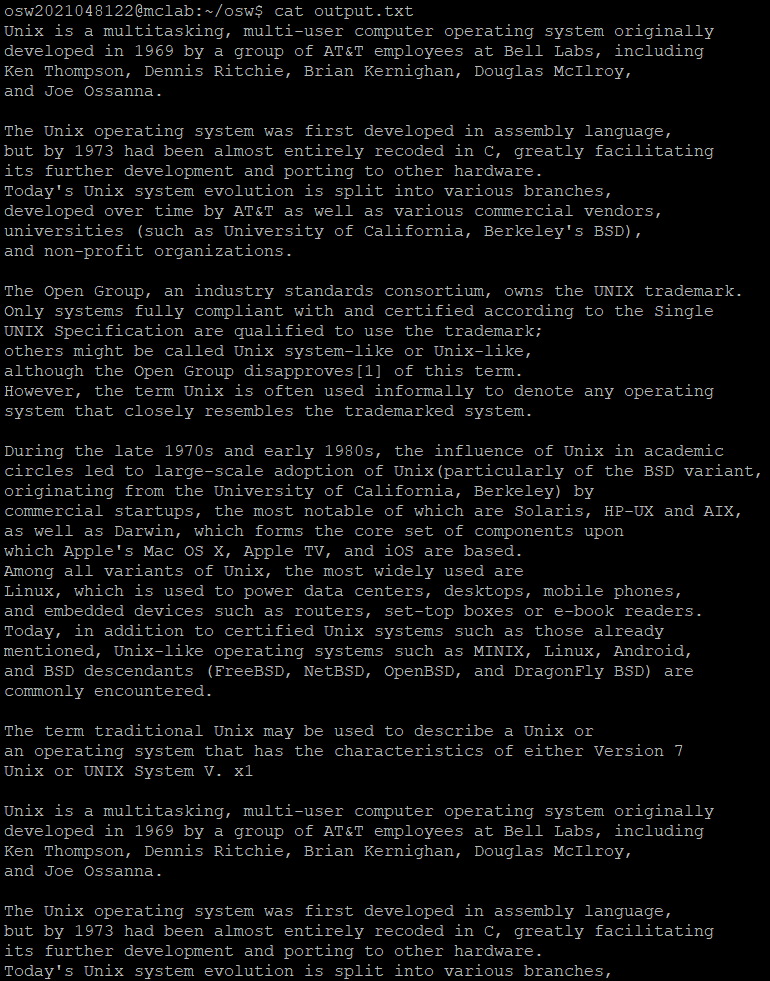 osw2021048122@mclab:~/osw$ cat output.txt
Unix is a multitasking, multi-user computer operating system originally
developed in 1969 by a group of AT&T employees at Bell Labs, including
Ken Thompson, Dennis Ritchie, Brian Kernighan, Douglas McIlroy,
and Joe Ossanna.

The Unix operating system was first developed in assembly language,
but by 1973 had been almost entirely recoded in C, greatly facilitating
its further development and porting to other hardware.
Today's Unix system evolution is split into various branches,
developed over time by AT&T as well as various commercial vendors,
universities (such as University of California, Berkeley's BSD),
and non-profit organizations.

The Open Group, an industry standards consortium, owns the UNIX trademark.
Only systems fully compliant with and certified according to the Single
UNIX Specification are qualified to use the trademark;
others might be called Unix system-like or Unix-like,
although the Open Group disapproves[1] of this term.
However, the term Unix is often used informally to denote any operating
system that closely resembles the trademarked system.

During the late 1970s and early 1980s, the influence of Unix in academic
circles led to large-scale adoption of Unix(particularly of the BSD variant,
originating from the University of California, Berkeley) by
commercial startups, the most notable of which are Solaris, HP-UX and AIX,
as well as Darwin, which forms the core set of components upon
which Apple's Mac OS X, Apple TV, and iOS are based.
Among all variants of Unix, the most widely used are
Linux, which is used to power data centers, desktops, mobile phones,
and embedded devices such as routers, set-top boxes or e-book readers.
Today, in addition to certified Unix systems such as those already
mentioned, Unix-like operating systems such as MINIX, Linux, Android,
and BSD descendants (FreeBSD, NetBSD, OpenBSD, and DragonFly BSD) are
commonly encountered.

The term traditional Unix may be used to describe a Unix or
an operating system that has the characteristics of either Version 7
Unix or UNIX System V. x1

Unix is a multitasking, multi-user computer operating system originally
developed in 1969 by a group of AT&T employees at Bell Labs, including
Ken Thompson, Dennis Ritchie, Brian Kernighan, Douglas McIlroy,
and Joe Ossanna.

The Unix operating system was first developed in assembly language,
but by 1973 had been almost entirely recoded in C, greatly facilitating
its further development and porting to other hardware.
Today's Unix system evolution is split into various branches,